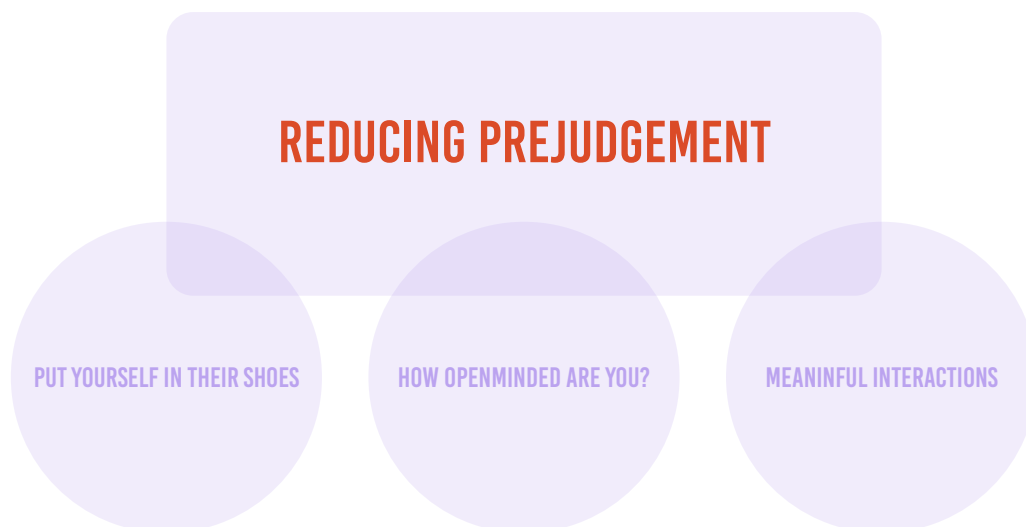 REDUCING PREJUDGEMENT
PUT YOURSELF IN THEIR SHOES
HOW OPENMINDED ARE YOU?
MEANINFUL INTERACTIONS